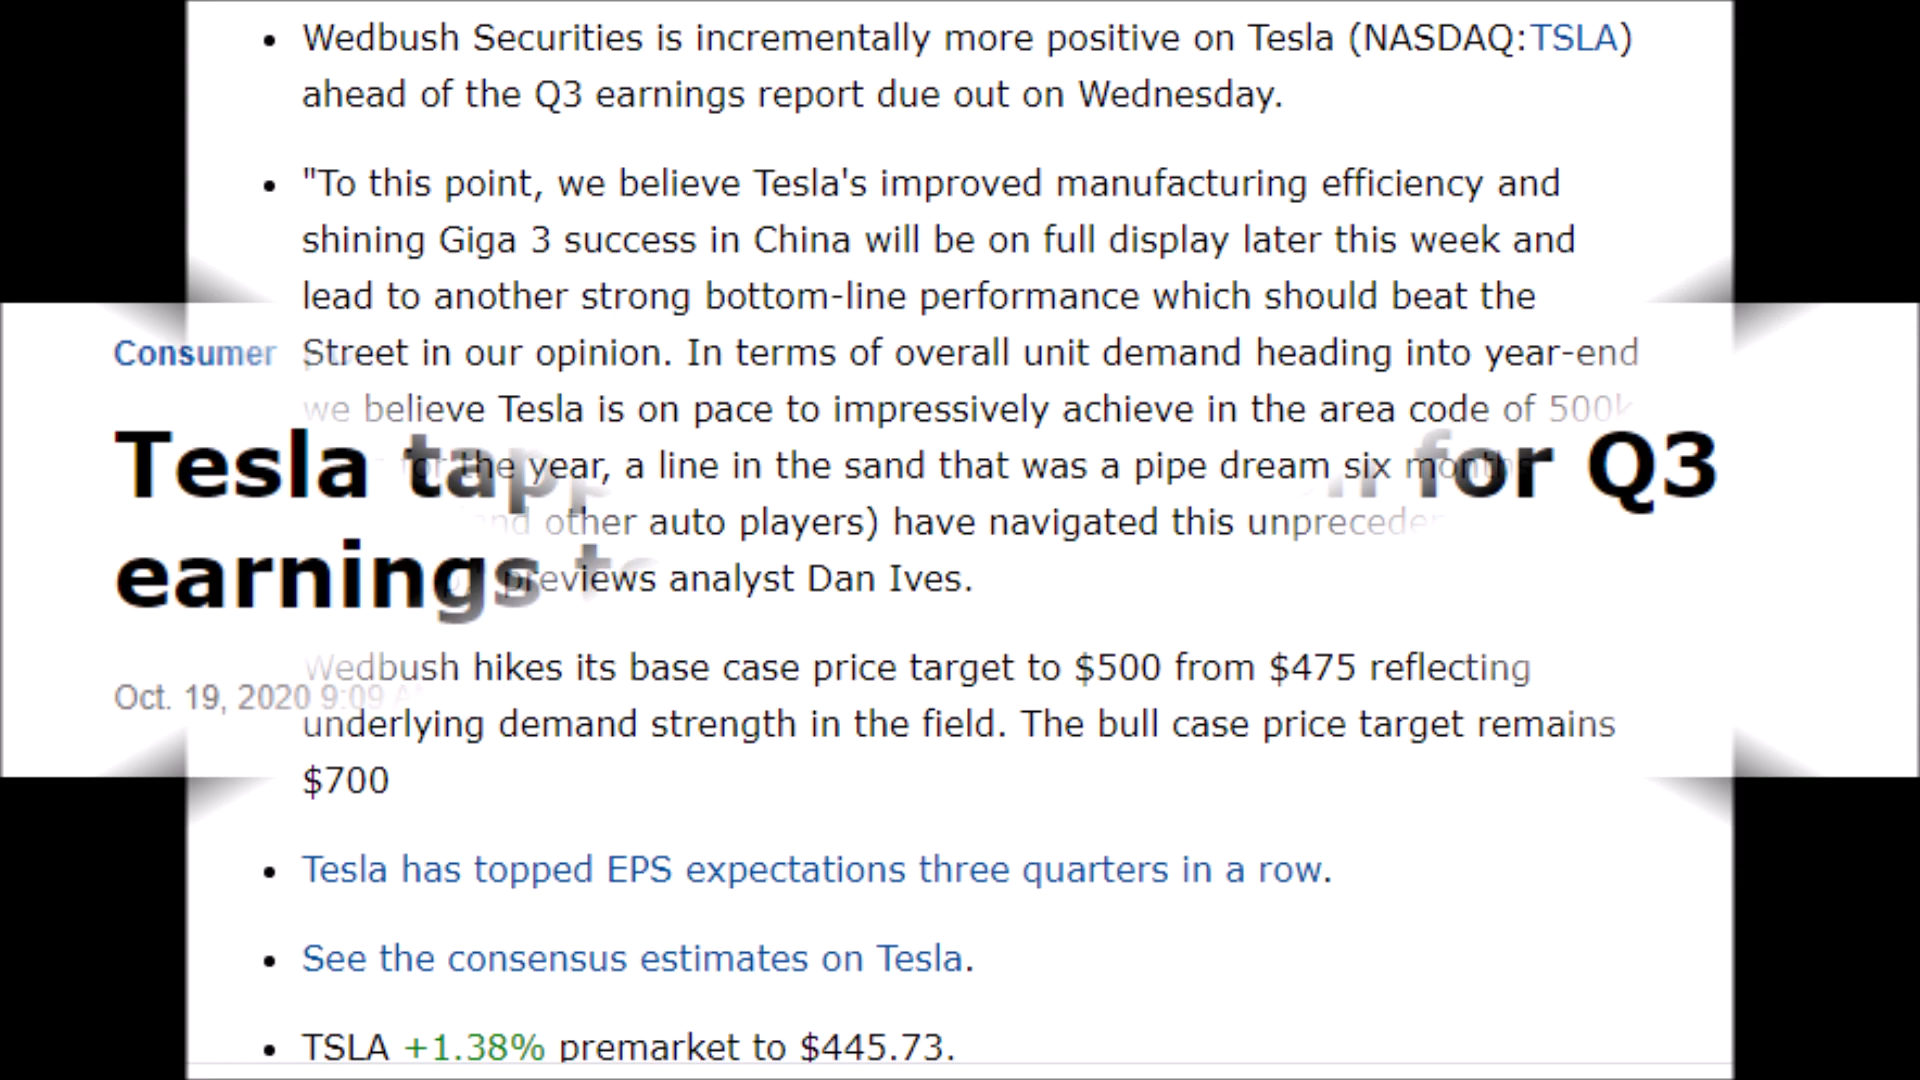 Wedbush Securities is incrementally more positive on Tesla (NASDAQ:TSLA)
ahead of the Q3 earnings report due out on Wednesday.
"To this point, we believe Tesla's improved manufacturing efficiency and
shining Giga 3 success in China will be on full display later this week and
lead to another strong bottom-line performance which should beat the
Consumer
Street in our opinion. In terms of overall unit demand heading into year-end
we believe Tesla is on pace to impressively achieve in the area code of 500k
Tesla for Q3
the year, a line in the sand that was a pipe dream six months
other auto players) have navigated this
earnings
previews analyst Dan Ives.
Wedbush hikes its base case price target to $500 from $475 reflecting
Oct. 19, 2020 9:09
underlying demand strength in the field. The bull case price target remains
$700
Tesla has topped EPS expectations three quarters in a row.
See the consensus estimates on Tesla.
TSLA +1.38% premarket to $445.73.